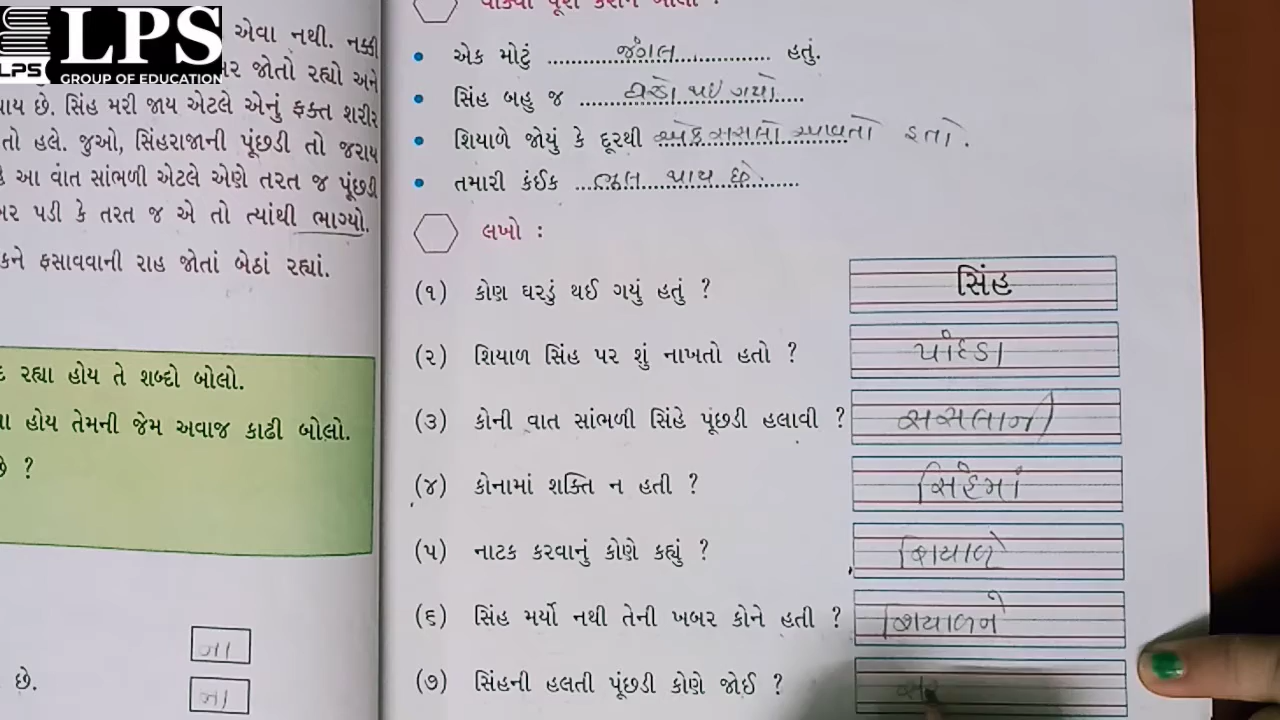 LPS
LPS
GROUP OF EDUCATION
એવા નથી. નક્કી
જોતો રહ્યો અને
થાય છે. સિંહ મરી જાય એટલે એનું ફક્ત શરીર
તો હલે. જુઓ, સિંહરાજાની પૂંછડી તો જરાય
આ વાત સાંભળી એટલે એણે તરત જ પૂંછડી
પડી કે તરત જ એ તો ત્યાંથી ભાગ્યો.
કને ફસાવવાની રાહ જોતાં બેઠાં રહ્યાં.
રહ્યા હોય તે શબ્દો બોલો.
હોય તેમની જેમ અવાજ કાઢી બોલો.
છે ?
ના
છે.
ના
• એક મોટું ......જંગલ...... હતું.
• સિંહ બહુ જ ......ઘરડો થઇ ગયો......
• શિયાળે જોયું કે દૂરથી એક સસલો આવતો હતો.
• તમારી કંઈક ...ભૂલ થાય છે......
લખો :
(૧) કોણ ઘરડું થઈ ગયું હતું ? સિંહ
(૨) શિયાળ સિંહ પર શું નાખતો હતો ? પાંદડા
(૩) કોની વાત સાંભળી સિંહે પૂંછડી હલાવી ? સસલાની
(૪) કોનામાં શક્તિ ન હતી ? સિંહમાં
(૫) નાટક કરવાનું કોણે કહ્યું ? શિયાળે
(૬) સિંહ મર્યો નથી તેની ખબર કોને હતી ? શિયાળને
(૭) સિંહની હલતી પૂંછડી કોણે જોઈ ? સ